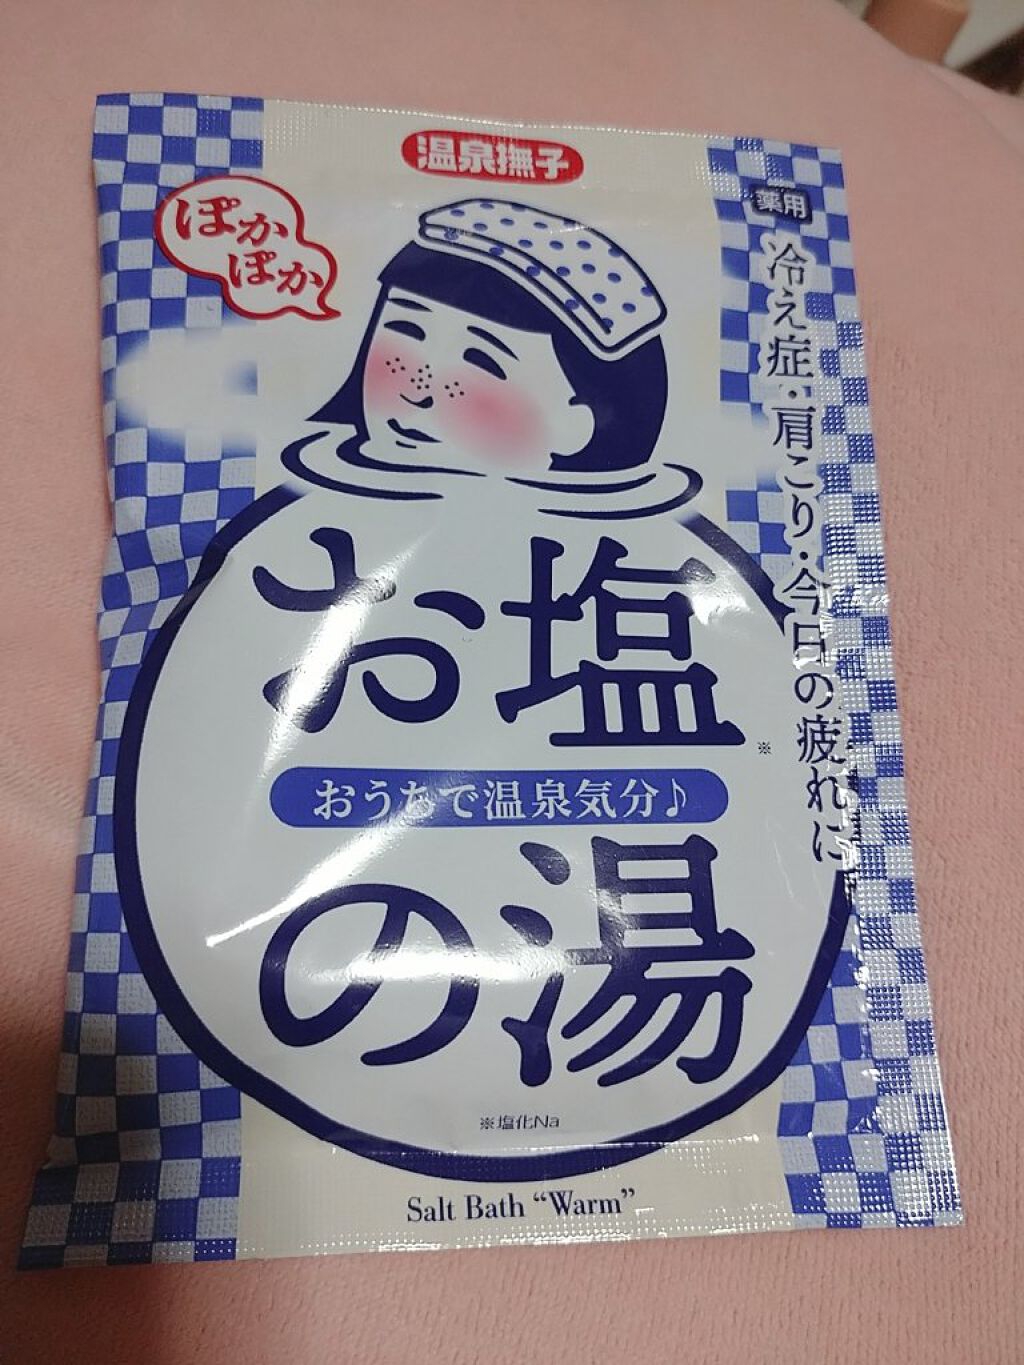 温泉撫子
ぽか
ぽか
薬用
冷え症・肩こり・今日の疲れに
お塩※
おうちで温泉気分♪
の湯
※塩化Na
Salt Bath “Warm”